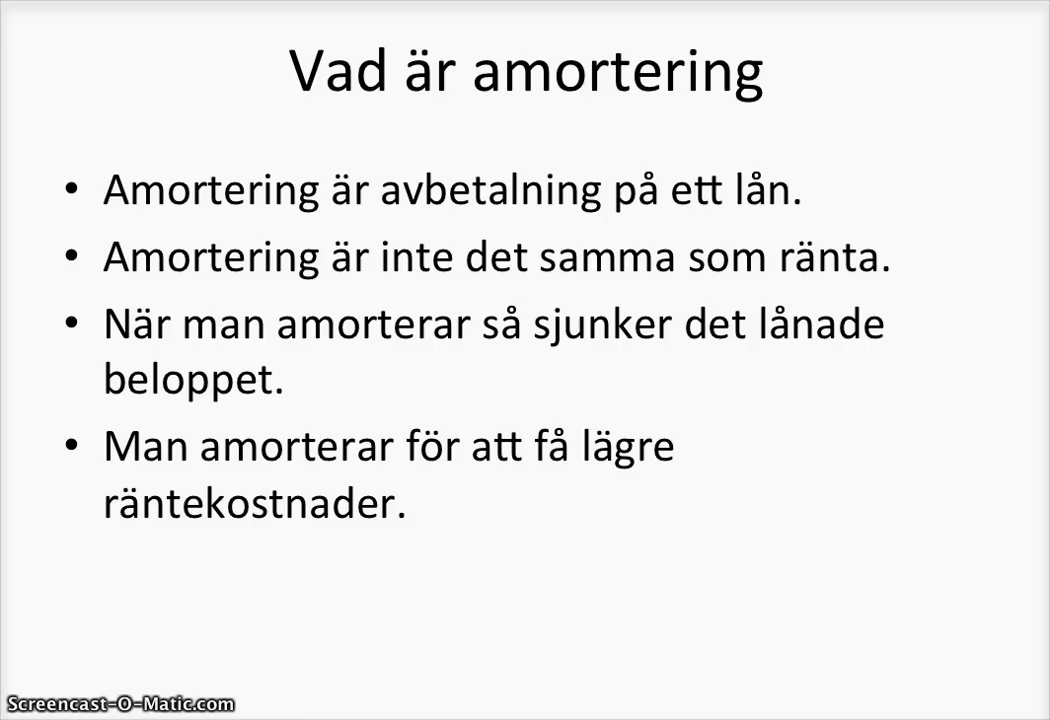 Vad är amortering
• Amortering är avbetalning på ett lån.
• Amortering är inte det samma som ränta.
• När man amorterar så sjunker det lånade
beloppet.
• Man amorterar för att få lägre
räntekostnader.
Screencast-O-Matic.com